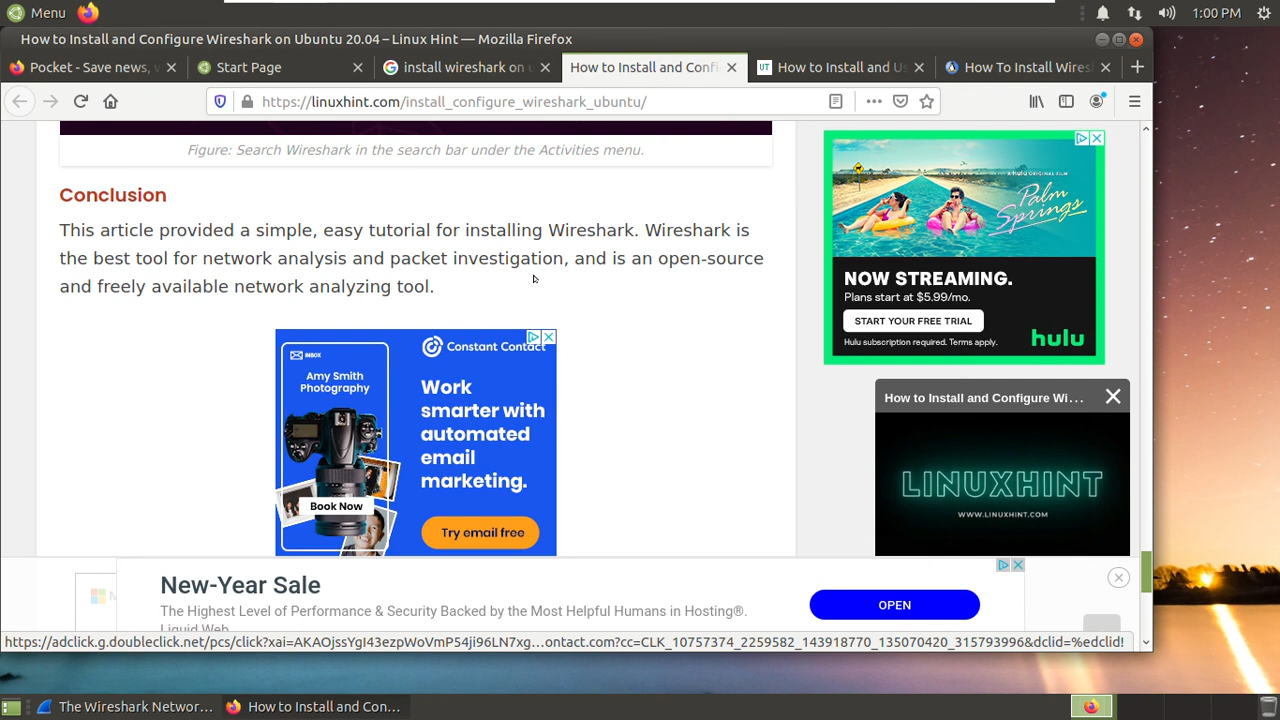 Menu
1:00 PM
How to Install and Configure Wireshark on Ubuntu 20.04 – Linux Hint — Mozilla Firefox
Pocket - Save news, v
Start Page
install wireshark on u
How to Install and Confi
UT
How to Install and Us
How To Install Wires
https://linuxhint.com/install_configure_wireshark_ubuntu/
Figure: Search Wireshark in the search bar under the Activities menu.
Conclusion
This article provided a simple, easy tutorial for installing Wireshark. Wireshark is
the best tool for network analysis and packet investigation, and is an open-source
and freely available network analyzing tool.
INBOX
Amy Smith
Photography
Book Now
Constant Contact
Work
smarter with
automated
email
marketing.
Try email free
hulu ORIGINAL FILM
Palm
Springs
NOW STREAMING.
Plans start at $5.99/mo.
START YOUR FREE TRIAL
Hulu subscription required. Terms apply.
hulu
How to Install and Configure Wi...
LINUXHINT
WWW.LINUXHINT.COM
New-Year Sale
The Highest Level of Performance & Security Backed by the Most Helpful Humans in Hosting®.
Liquid Web
OPEN
https://adclick.g.doubleclick.net/pcs/click?xai=AKAOjssYgI43ezpWoVmP54ji96LN7xg...ontact.com?cc=CLK_10757374_2259582_143918770_135070420_315793996&dclid=%edclid!
The Wireshark Networ...
How to Install and Con...